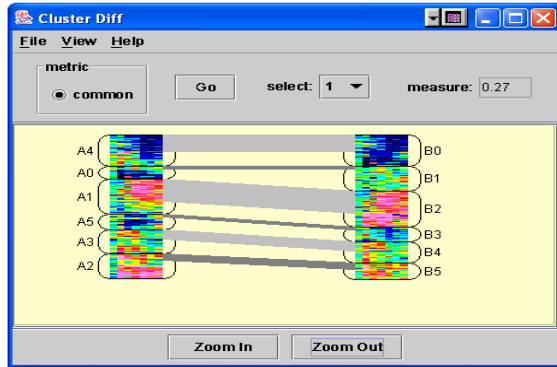 Cluster Diff
File View Help
metric
common
Go
select: 1
measure: 0.27
A4
A0
A1
A5
A3
A2
B0
B1
B2
B3
B4
B5
Zoom In
Zoom Out